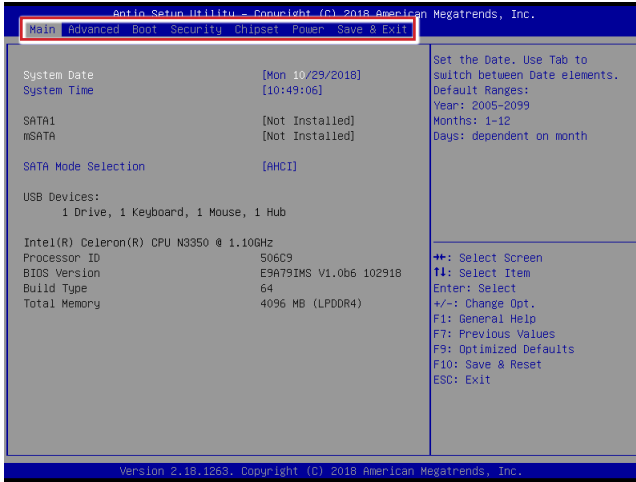 Aptio Setup Utility – Copyright (C) 2018 American Megatrends, Inc.
Main Advanced Boot Security Chipset Power Save & Exit
Set the Date. Use Tab to
switch between Date elements.
Default Ranges:
Year: 2005-2099
Months: 1-12
Days: dependent on month
System Date [Mon 10/29/2018]
System Time [10:49:06]
SATA1 [Not Installed]
mSATA [Not Installed]
SATA Mode Selection [AHCI]
USB Devices:
1 Drive, 1 Keyboard, 1 Mouse, 1 Hub
Intel(R) Celeron(R) CPU N3350 @ 1.10GHz
Processor ID 506C9
BIOS Version E9A79IMS V1.0b6 102918
Build Type 64
Total Memory 4096 MB (LPDDR4)
→←: Select Screen
↑↓: Select Item
Enter: Select
+/-: Change Opt.
F1: General Help
F7: Previous Values
F9: Optimized Defaults
F10: Save & Reset
ESC: Exit
Version 2.18.1263. Copyright (C) 2018 American Megatrends, Inc.